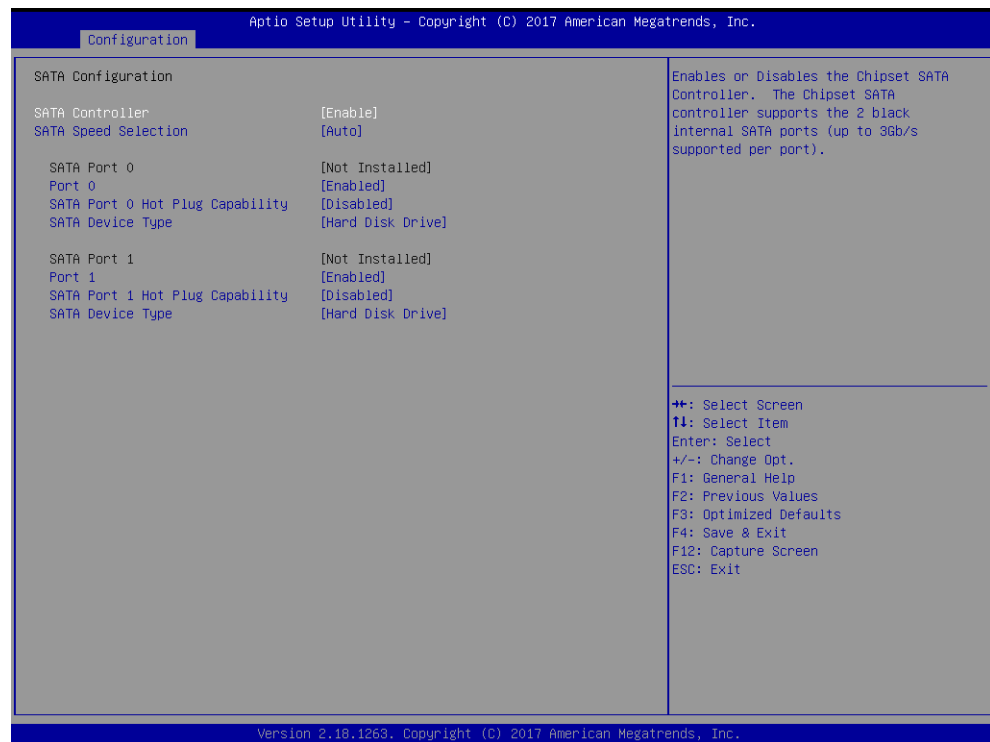 Aptio Setup Utility – Copyright (C) 2017 American Megatrends, Inc.
Configuration
SATA Configuration
SATA Controller [Enable]
SATA Speed Selection [Auto]
SATA Port 0 [Not Installed]
Port 0 [Enabled]
SATA Port 0 Hot Plug Capability [Disabled]
SATA Device Type [Hard Disk Drive]
SATA Port 1 [Not Installed]
Port 1 [Enabled]
SATA Port 1 Hot Plug Capability [Disabled]
SATA Device Type [Hard Disk Drive]
Enables or Disables the Chipset SATA
Controller. The Chipset SATA
controller supports the 2 black
internal SATA ports (up to 3Gb/s
supported per port).
→←: Select Screen
↑↓: Select Item
Enter: Select
+/-: Change Opt.
F1: General Help
F2: Previous Values
F3: Optimized Defaults
F4: Save & Exit
F12: Capture Screen
ESC: Exit
Version 2.18.1263. Copyright (C) 2017 American Megatrends, Inc.